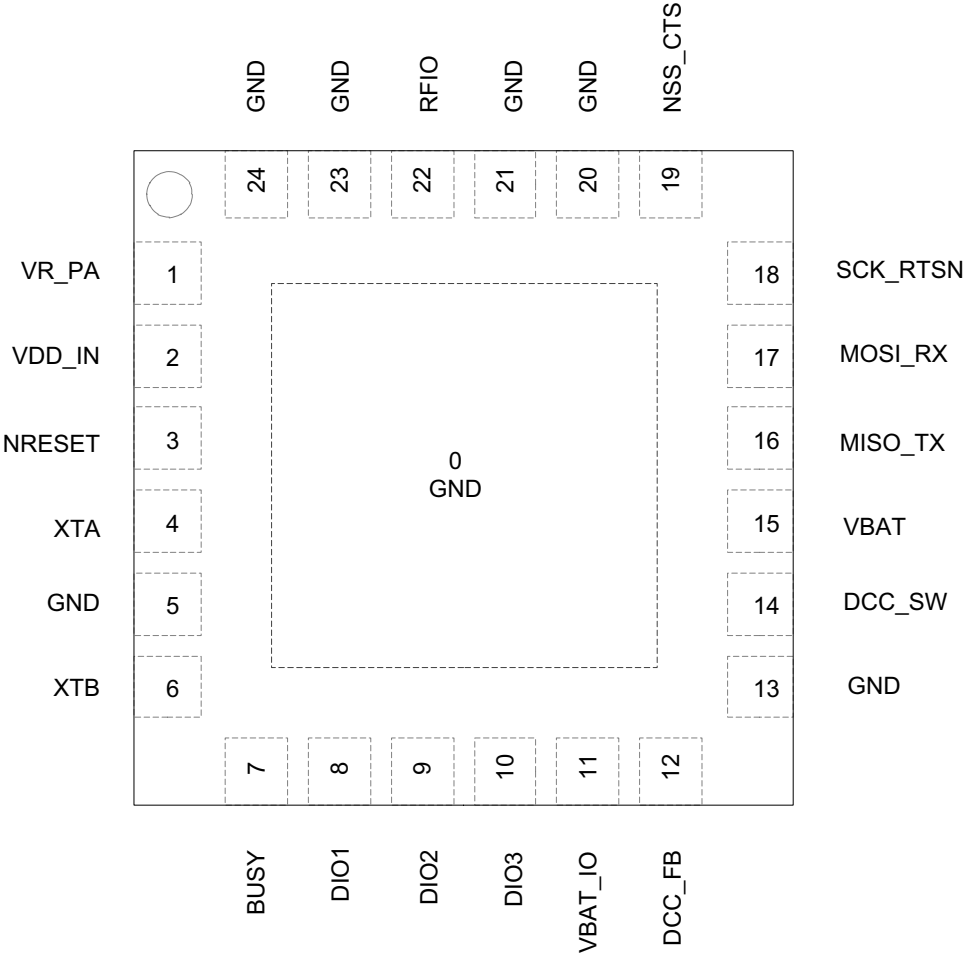 GND
GND
RFIO
GND
GND
NSS_CTS
24
23
22
21
20
19
VR_PA
1
18
SCK_RTSN
VDD_IN
2
17
MOSI_RX
NRESET
3
16
MISO_TX
0
GND
XTA
4
15
VBAT
GND
5
14
DCC_SW
XTB
6
13
GND
7
8
9
10
11
12
BUSY
DIO1
DIO2
DIO3
VBAT_IO
DCC_FB